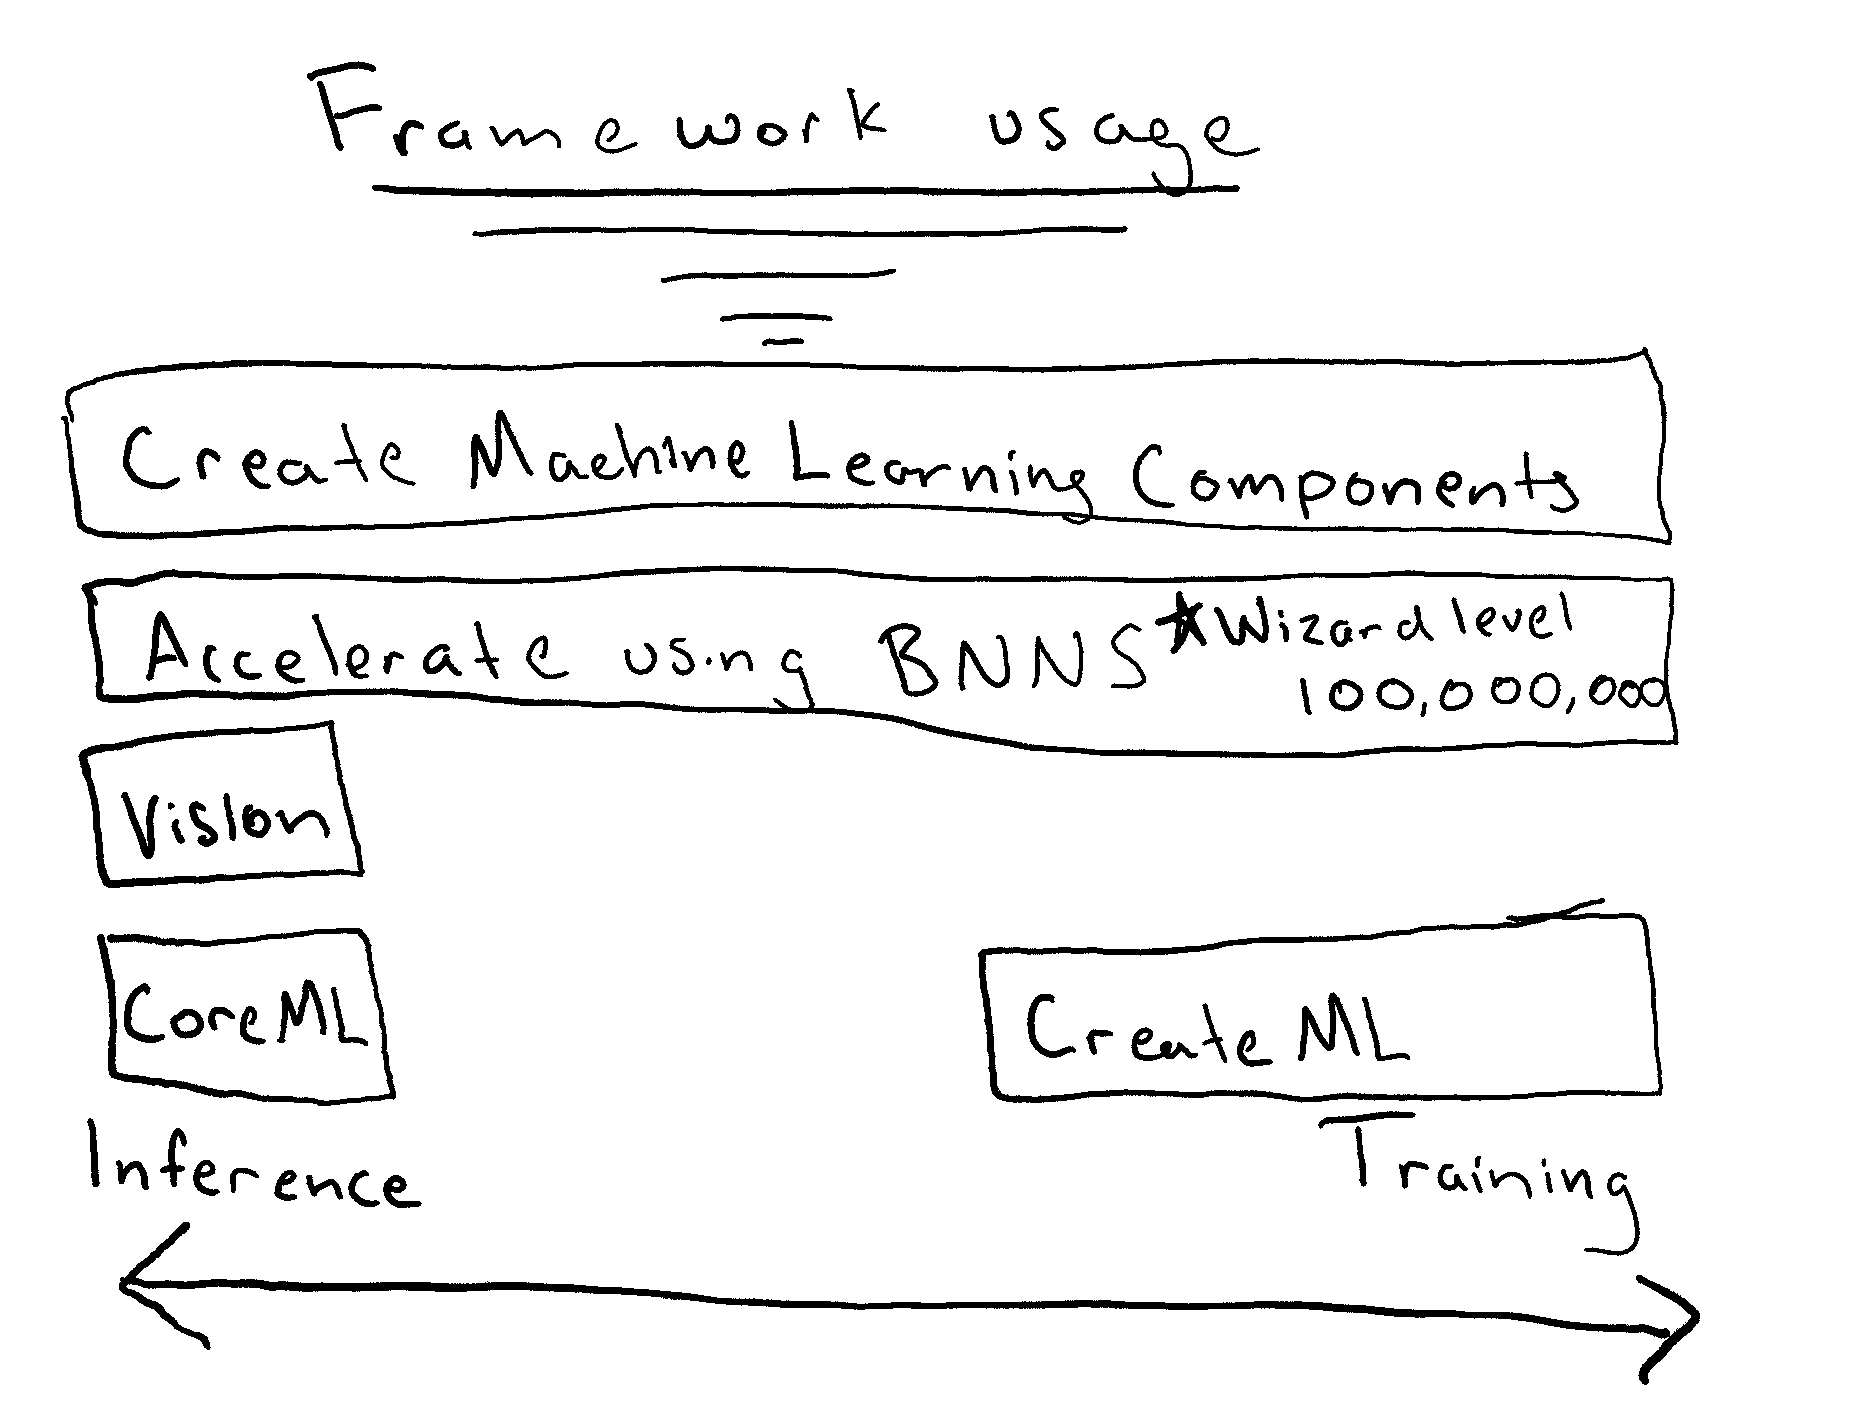 Framework usage
Create Machine Learning Components
Accelerate using BNNS ★Wizard level
100,000,000
Vision
CoreML
Create ML
Inference
Training